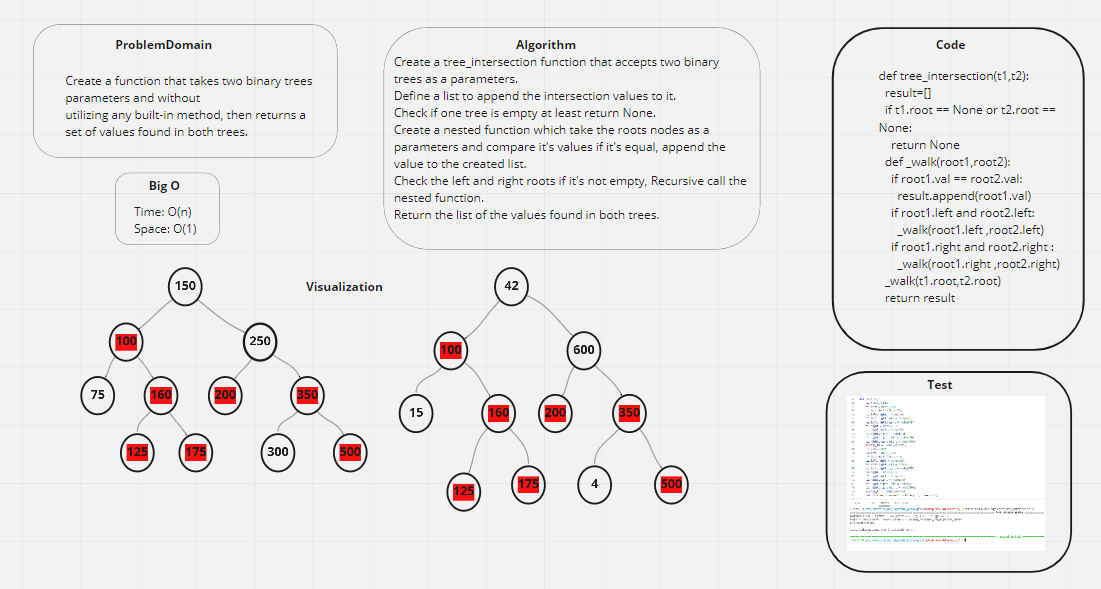 ProblemDomain
Create a function that takes two binary trees
parameters and without
utilizing any built-in method, then returns a
set of values found in both trees.
Big O
Time: O(n)
Space: O(1)
Algorithm
Create a tree_intersection function that accepts two binary
trees as a parameters.
Define a list to append the intersection values to it.
Check if one tree is empty at least return None.
Create a nested function which take the roots nodes as a
parameters and compare it's values if it's equal, append the
value to the created list.
Check the left and right roots if it's not empty, Recursive call the
nested function.
Return the list of the values found in both trees.
Code
def tree_intersection(t1,t2):
result=[]
if t1.root == None or t2.root ==
None:
return None
def _walk(root1,root2):
if root1.val == root2.val:
result.append(root1.val)
if root1.left and root2.left:
_walk(root1.left ,root2.left)
if root1.right and root2.right :
_walk(root1.right ,root2.right)
_walk(t1.root,t2.root)
return result
Visualization
150
100
250
75
160
200
350
125
175
300
500
42
100
600
15
160
200
350
125
175
4
500
Test